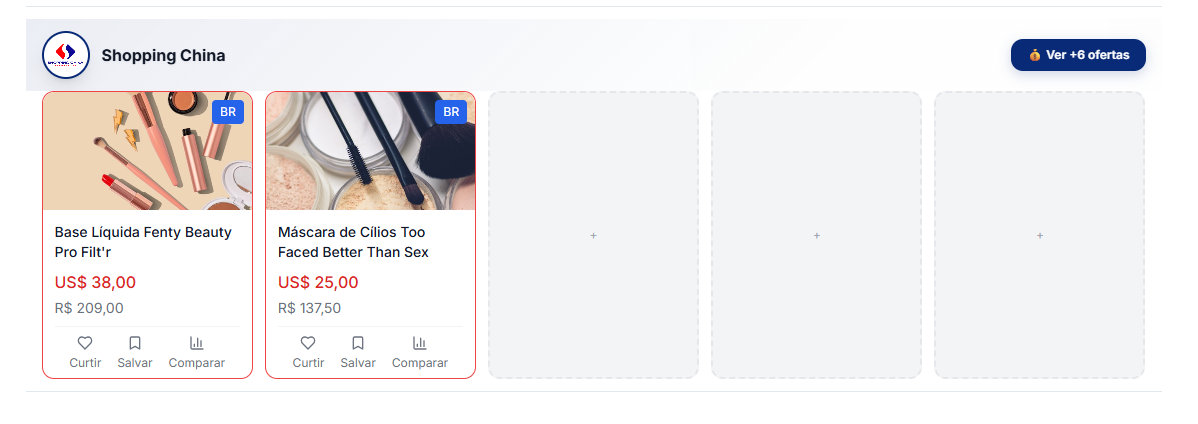 Shopping China
💰 Ver +6 ofertas
BR
BR
Base Líquida Fenty Beauty
Pro Filt'r
US$ 38,00
R$ 209,00
Curtir Salvar Comparar
Máscara de Cílios Too
Faced Better Than Sex
US$ 25,00
R$ 137,50
Curtir Salvar Comparar
+
+
+